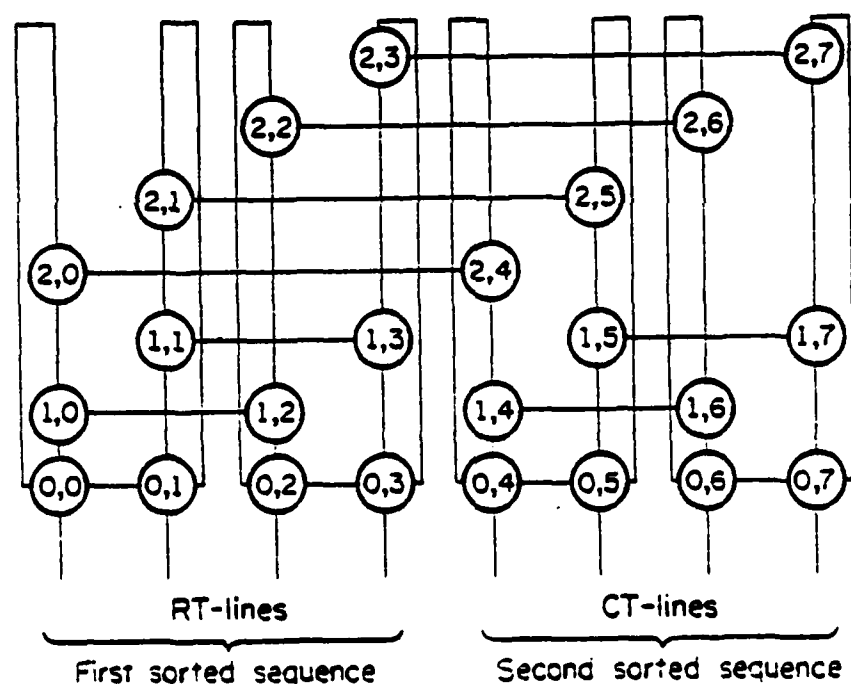 2,3 2,7
2,2 2,6
2,1 2,5
2,0 2,4
1,1 1,3 1,5 1,7
1,0 1,2 1,4 1,6
0,0 0,1 0,2 0,3 0,4 0,5 0,6 0,7
RT-lines CT-lines
First sorted sequence Second sorted sequence